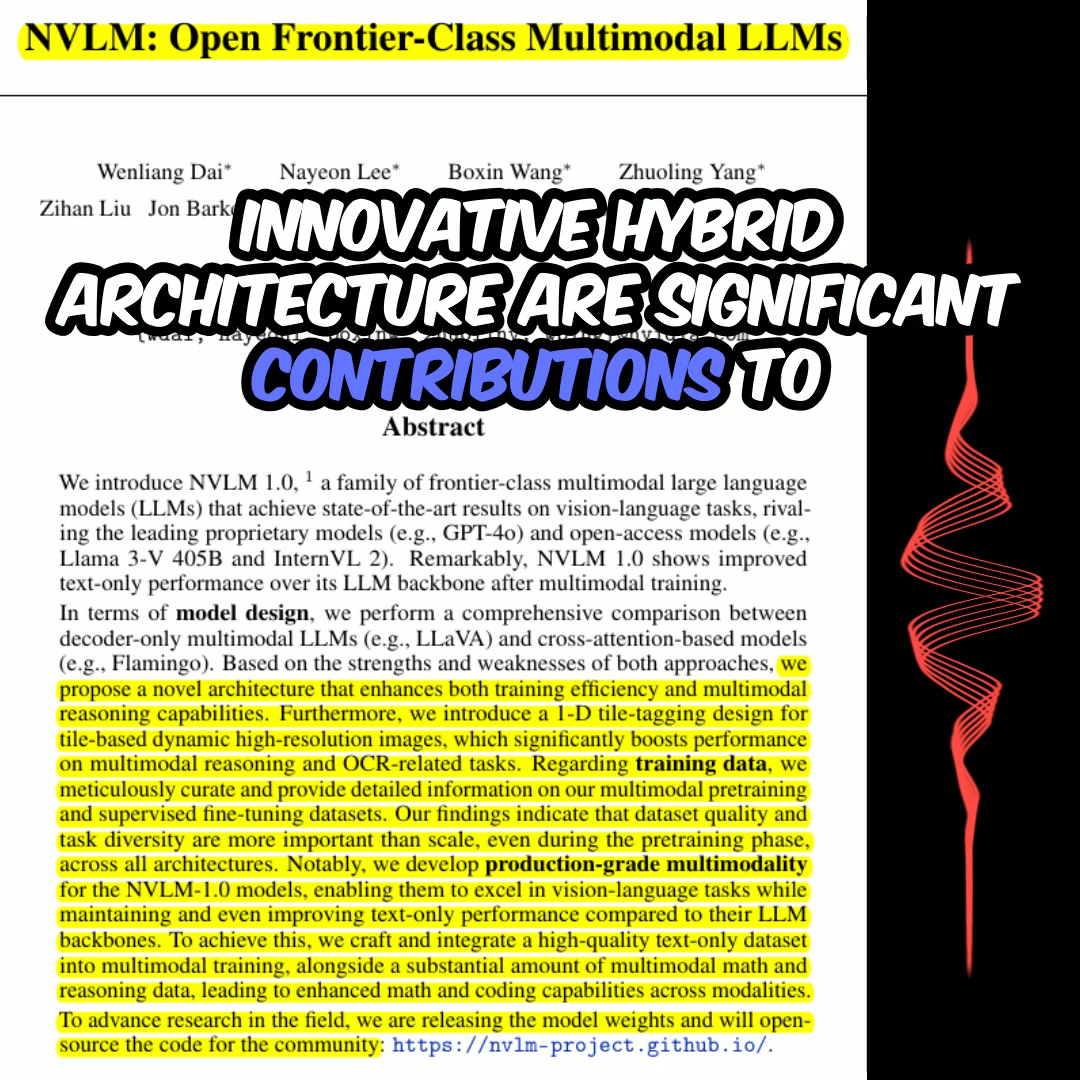 NVLM: Open Frontier-Class Multimodal LLMs
Wenliang Dai* Nayeon Lee* Boxin Wang* Zhuoling Yang*
Zihan Liu Jon
INNOVATIVE HYBRID
ARCHITECTURE ARE SIGNIFICANT
CONTRIBUTIONS TO
Abstract
We introduce NVLM 1.0, 1 a family of frontier-class multimodal large language
models (LLMs) that achieve state-of-the-art results on vision-language tasks, rival-
ing the leading proprietary models (e.g., GPT-4o) and open-access models (e.g.,
Llama 3-V 405B and InternVL 2). Remarkably, NVLM 1.0 shows improved
text-only performance over its LLM backbone after multimodal training.
In terms of model design, we perform a comprehensive comparison between
decoder-only multimodal LLMs (e.g., LLaVA) and cross-attention-based models
(e.g., Flamingo). Based on the strengths and weaknesses of both approaches, we
propose a novel architecture that enhances both training efficiency and multimodal
reasoning capabilities. Furthermore, we introduce a 1-D tile-tagging design for
tile-based dynamic high-resolution images, which significantly boosts performance
on multimodal reasoning and OCR-related tasks. Regarding training data, we
meticulously curate and provide detailed information on our multimodal pretraining
and supervised fine-tuning datasets. Our findings indicate that dataset quality and
task diversity are more important than scale, even during the pretraining phase,
across all architectures. Notably, we develop production-grade multimodality
for the NVLM-1.0 models, enabling them to excel in vision-language tasks while
maintaining and even improving text-only performance compared to their LLM
backbones. To achieve this, we craft and integrate a high-quality text-only dataset
into multimodal training, alongside a substantial amount of multimodal math and
reasoning data, leading to enhanced math and coding capabilities across modalities.
To advance research in the field, we are releasing the model weights and will open-
source the code for the community: https://nvlm-project.github.io/.